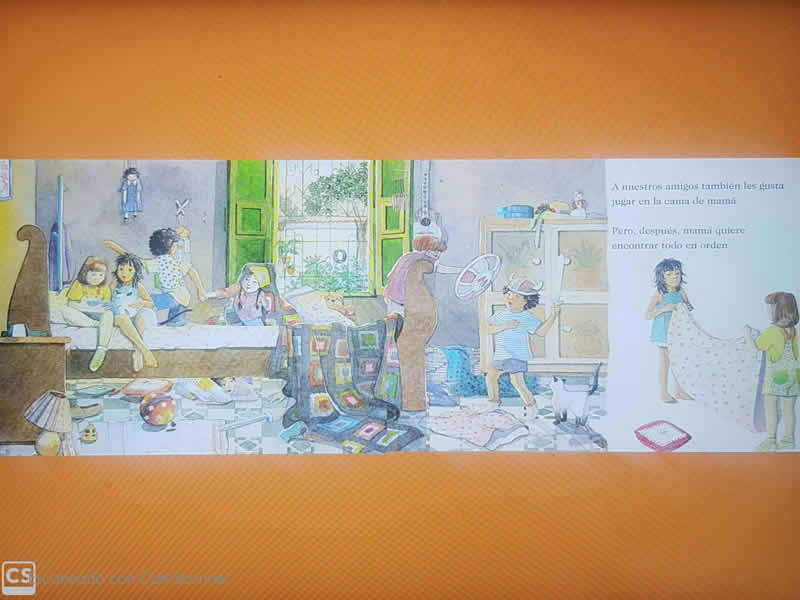 A nuestros amigos también les gusta
jugar en la cama de mamá
Pero, después, mamá quiere
encontrar todo en orden
CS Escaneado con CamScanner